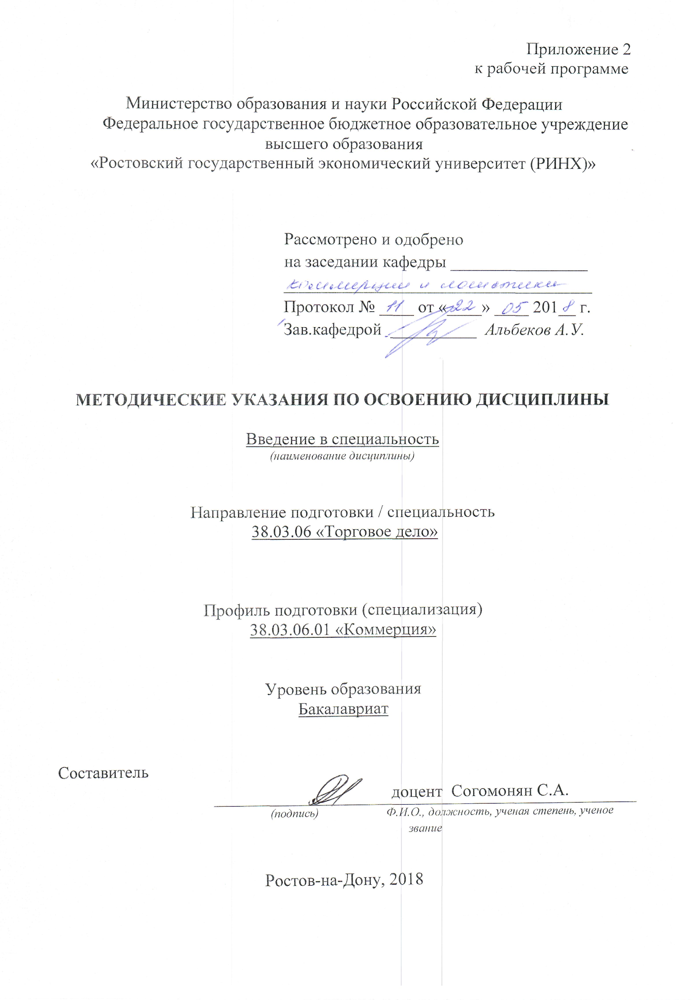 Приложение 2
к рабочей программе
Министерство образования и науки Российской Федерации
Федеральное государственное бюджетное образовательное учреждение
высшего образования
«Ростовский государственный экономический университет (РИНХ)»
Рассмотрено и одобрено
на заседании кафедры
коммерции и логистики
Протокол № 11 от «22» 05 2018 г.
Зав.кафедрой Альбеков А.У.
МЕТОДИЧЕСКИЕ УКАЗАНИЯ ПО ОСВОЕНИЮ ДИСЦИПЛИНЫ
Введение в специальность
(наименование дисциплины)
Направление подготовки / специальность
38.03.06 «Торговое дело»
Профиль подготовки (специализация)
38.03.06.01 «Коммерция»
Уровень образования
Бакалавриат
Составитель
доцент Согомонян С.А.
(подпись) Ф.И.О., должность, ученая степень, ученое
звание
Ростов-на-Дону, 2018